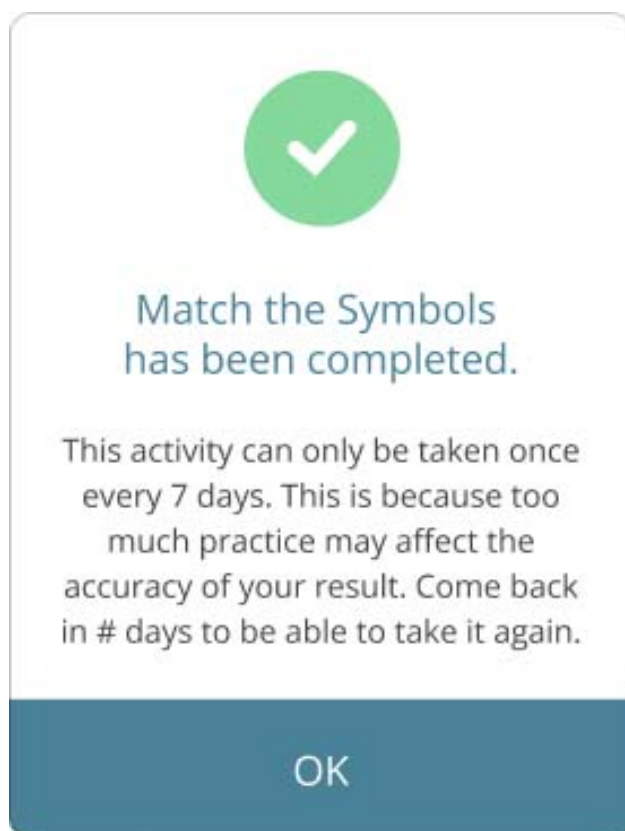 Match the Symbols
has been completed.
This activity can only be taken once
every 7 days. This is because too
much practice may affect the
accuracy of your result. Come back
in # days to be able to take it again.
OK